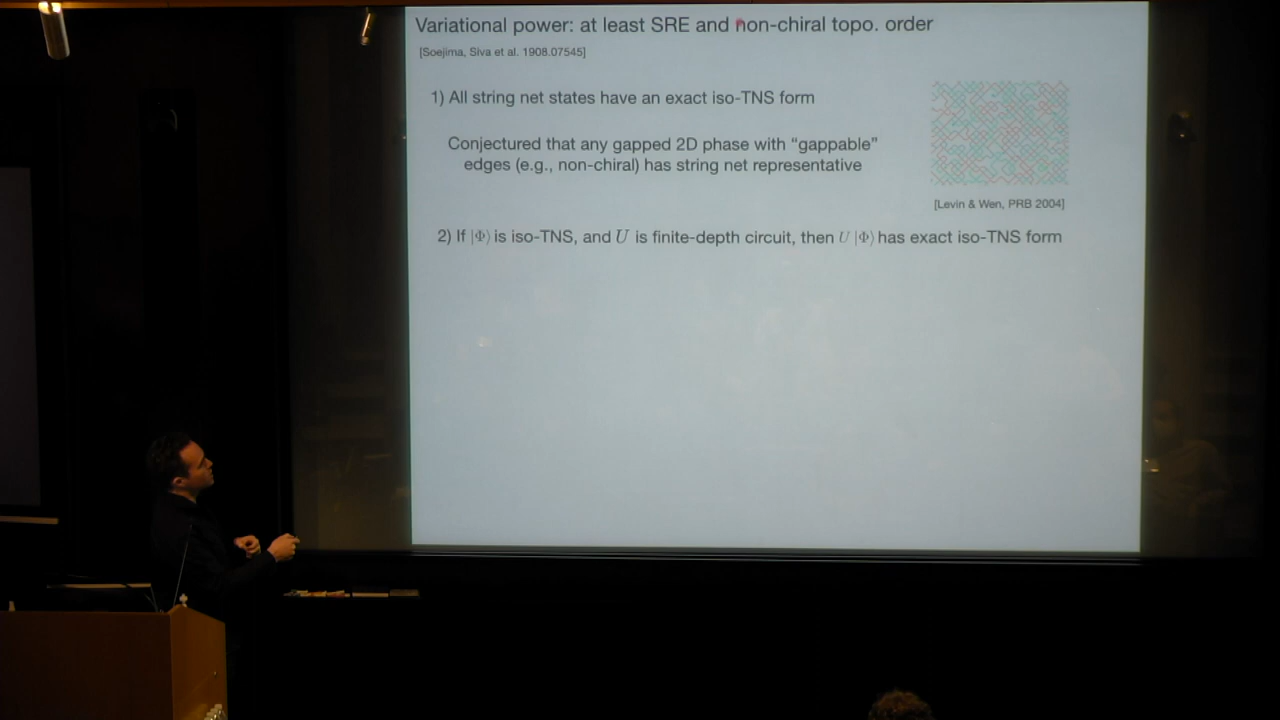 Variational power: at least SRE and non-chiral topo. order
[Soejima, Siva et al. 1908.07545]
1) All string net states have an exact iso-TNS form
Conjectured that any gapped 2D phase with “gappable”
edges (e.g., non-chiral) has string net representative
[Levin & Wen, PRB 2004]
2) If |Φ⟩ is iso-TNS, and U is finite-depth circuit, then U |Φ⟩ has exact iso-TNS form